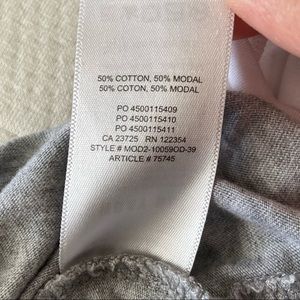 50% COTTON, 50% MODAL
50% COTON, 50% MODAL
PO 4500115409
PO 4500115410
PO 4500115411
CA 23725 RN 122354
STYLE # MOD2-10059OD-39
ARTICLE # 75745